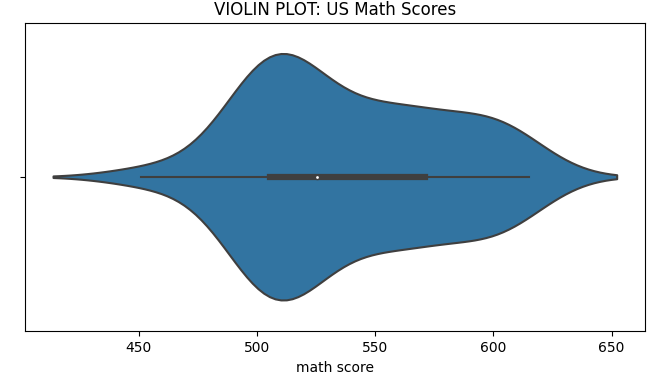 VIOLIN PLOT: US Math Scores
450 500 550 600 650
math score